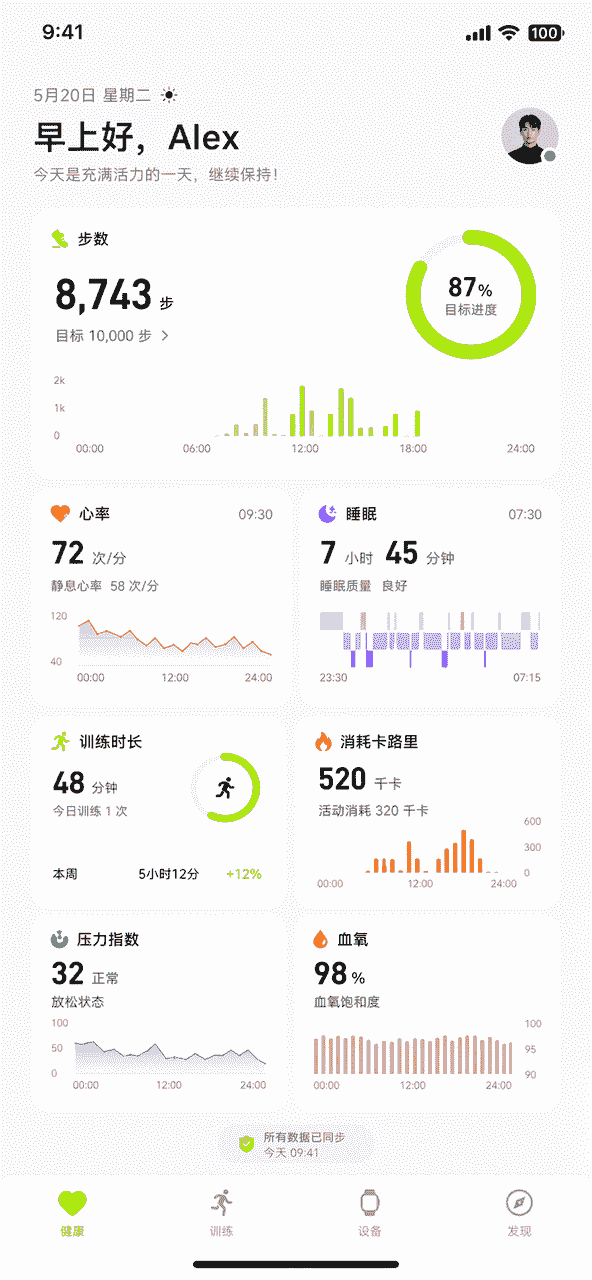 9:41
100
5月20日 星期二
早上好，Alex
今天是充满活力的一天，继续保持！
步数
8,743 步
目标 10,000 步
87%
目标进度
2k
1k
0
00:00 06:00 12:00 18:00 24:00
心率 09:30
72 次/分
静息心率 58 次/分
120
40
00:00 12:00 24:00
睡眠 07:30
7 小时 45 分钟
睡眠质量 良好
23:30 07:15
训练时长
48 分钟
今日训练 1 次
本周 5小时12分 +12%
消耗卡路里
520 千卡
活动消耗 320 千卡
600
300
0
00:00 12:00 24:00
压力指数
32 正常
放松状态
100
50
0
00:00 12:00 24:00
血氧
98%
血氧饱和度
100
95
90
00:00 12:00 24:00
所有数据已同步
今天 09:41
健康 训练 设备 发现